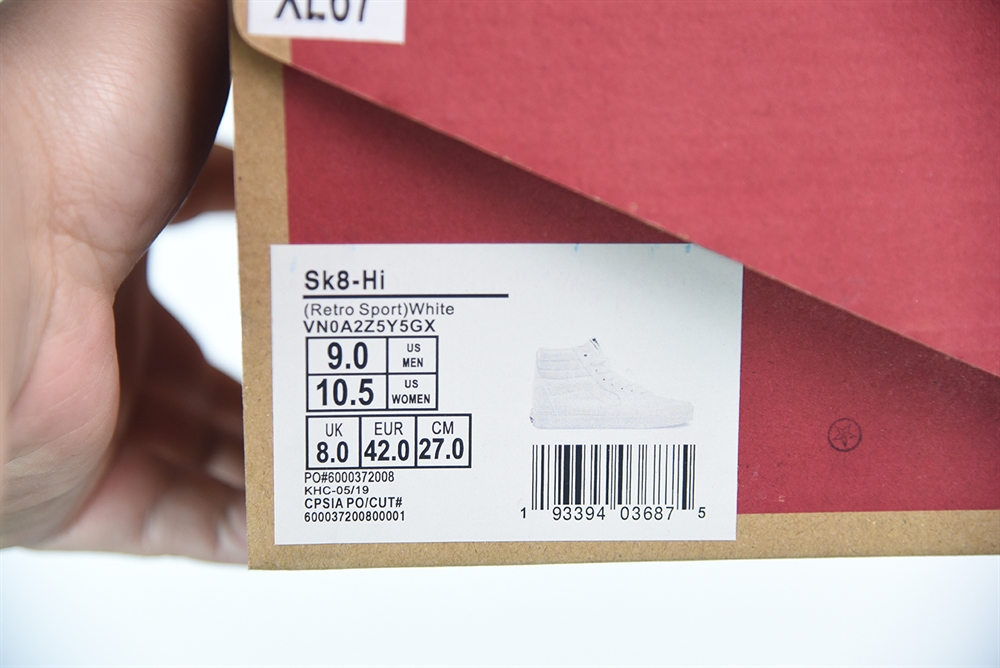 XL67
Sk8-Hi
(Retro Sport)White
VN0A2Z5Y5GX
9.0 US MEN
10.5 US WOMEN
UK EUR CM
8.0 42.0 27.0
PO#6000372008
KHC-05/19
CPSIA PO/CUT#
600037200800001
1 93394 03687 5